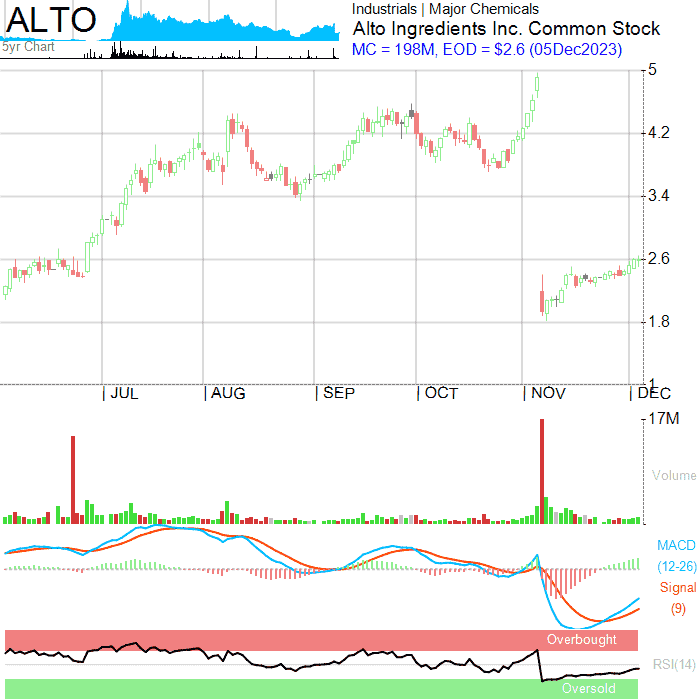 ALTO
5yr Chart
Industrials | Major Chemicals
Alto Ingredients Inc. Common Stock
MC = 198M, EOD = $2.6 (05Dec2023)
5
4.2
3.4
2.6
1.8
1
| JUL | AUG | SEP | OCT | NOV | DEC
17M
Volume
MACD
(12-26)
Signal
(9)
Overbought
RSI(14)
Oversold